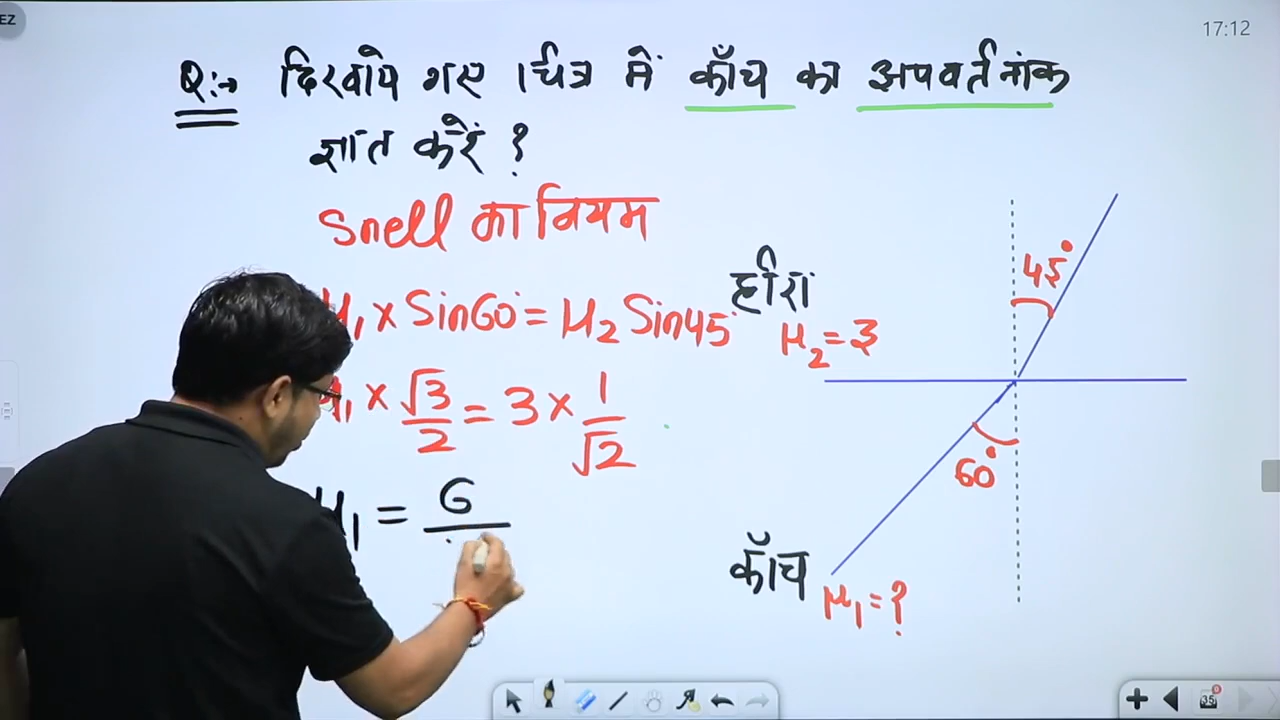 EZ
17:12
Q:→ दिखाये गए चित्र में काँच का अपवर्तनांक
ज्ञात करें ?
Snell का नियम
μ₁ × Sin60° = μ₂ Sin45°
μ₁ × √3/2 = 3 × 1/√2
μ₁ = 6
हीरा
μ₂ = 3
45°
60°
काँच
μ₁ = ?
35